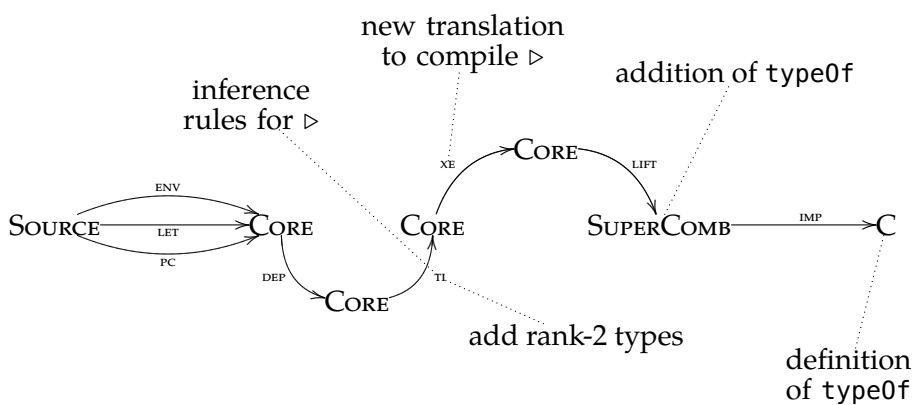 new translation
to compile ▷
addition of typeOf
inference
rules for ▷
CORE
XE
LIFT
ENV
SOURCE
LET
CORE
CORE
SUPERCOMB
IMP
C
PC
DEP
TI
CORE
add rank-2 types
definition
of typeOf